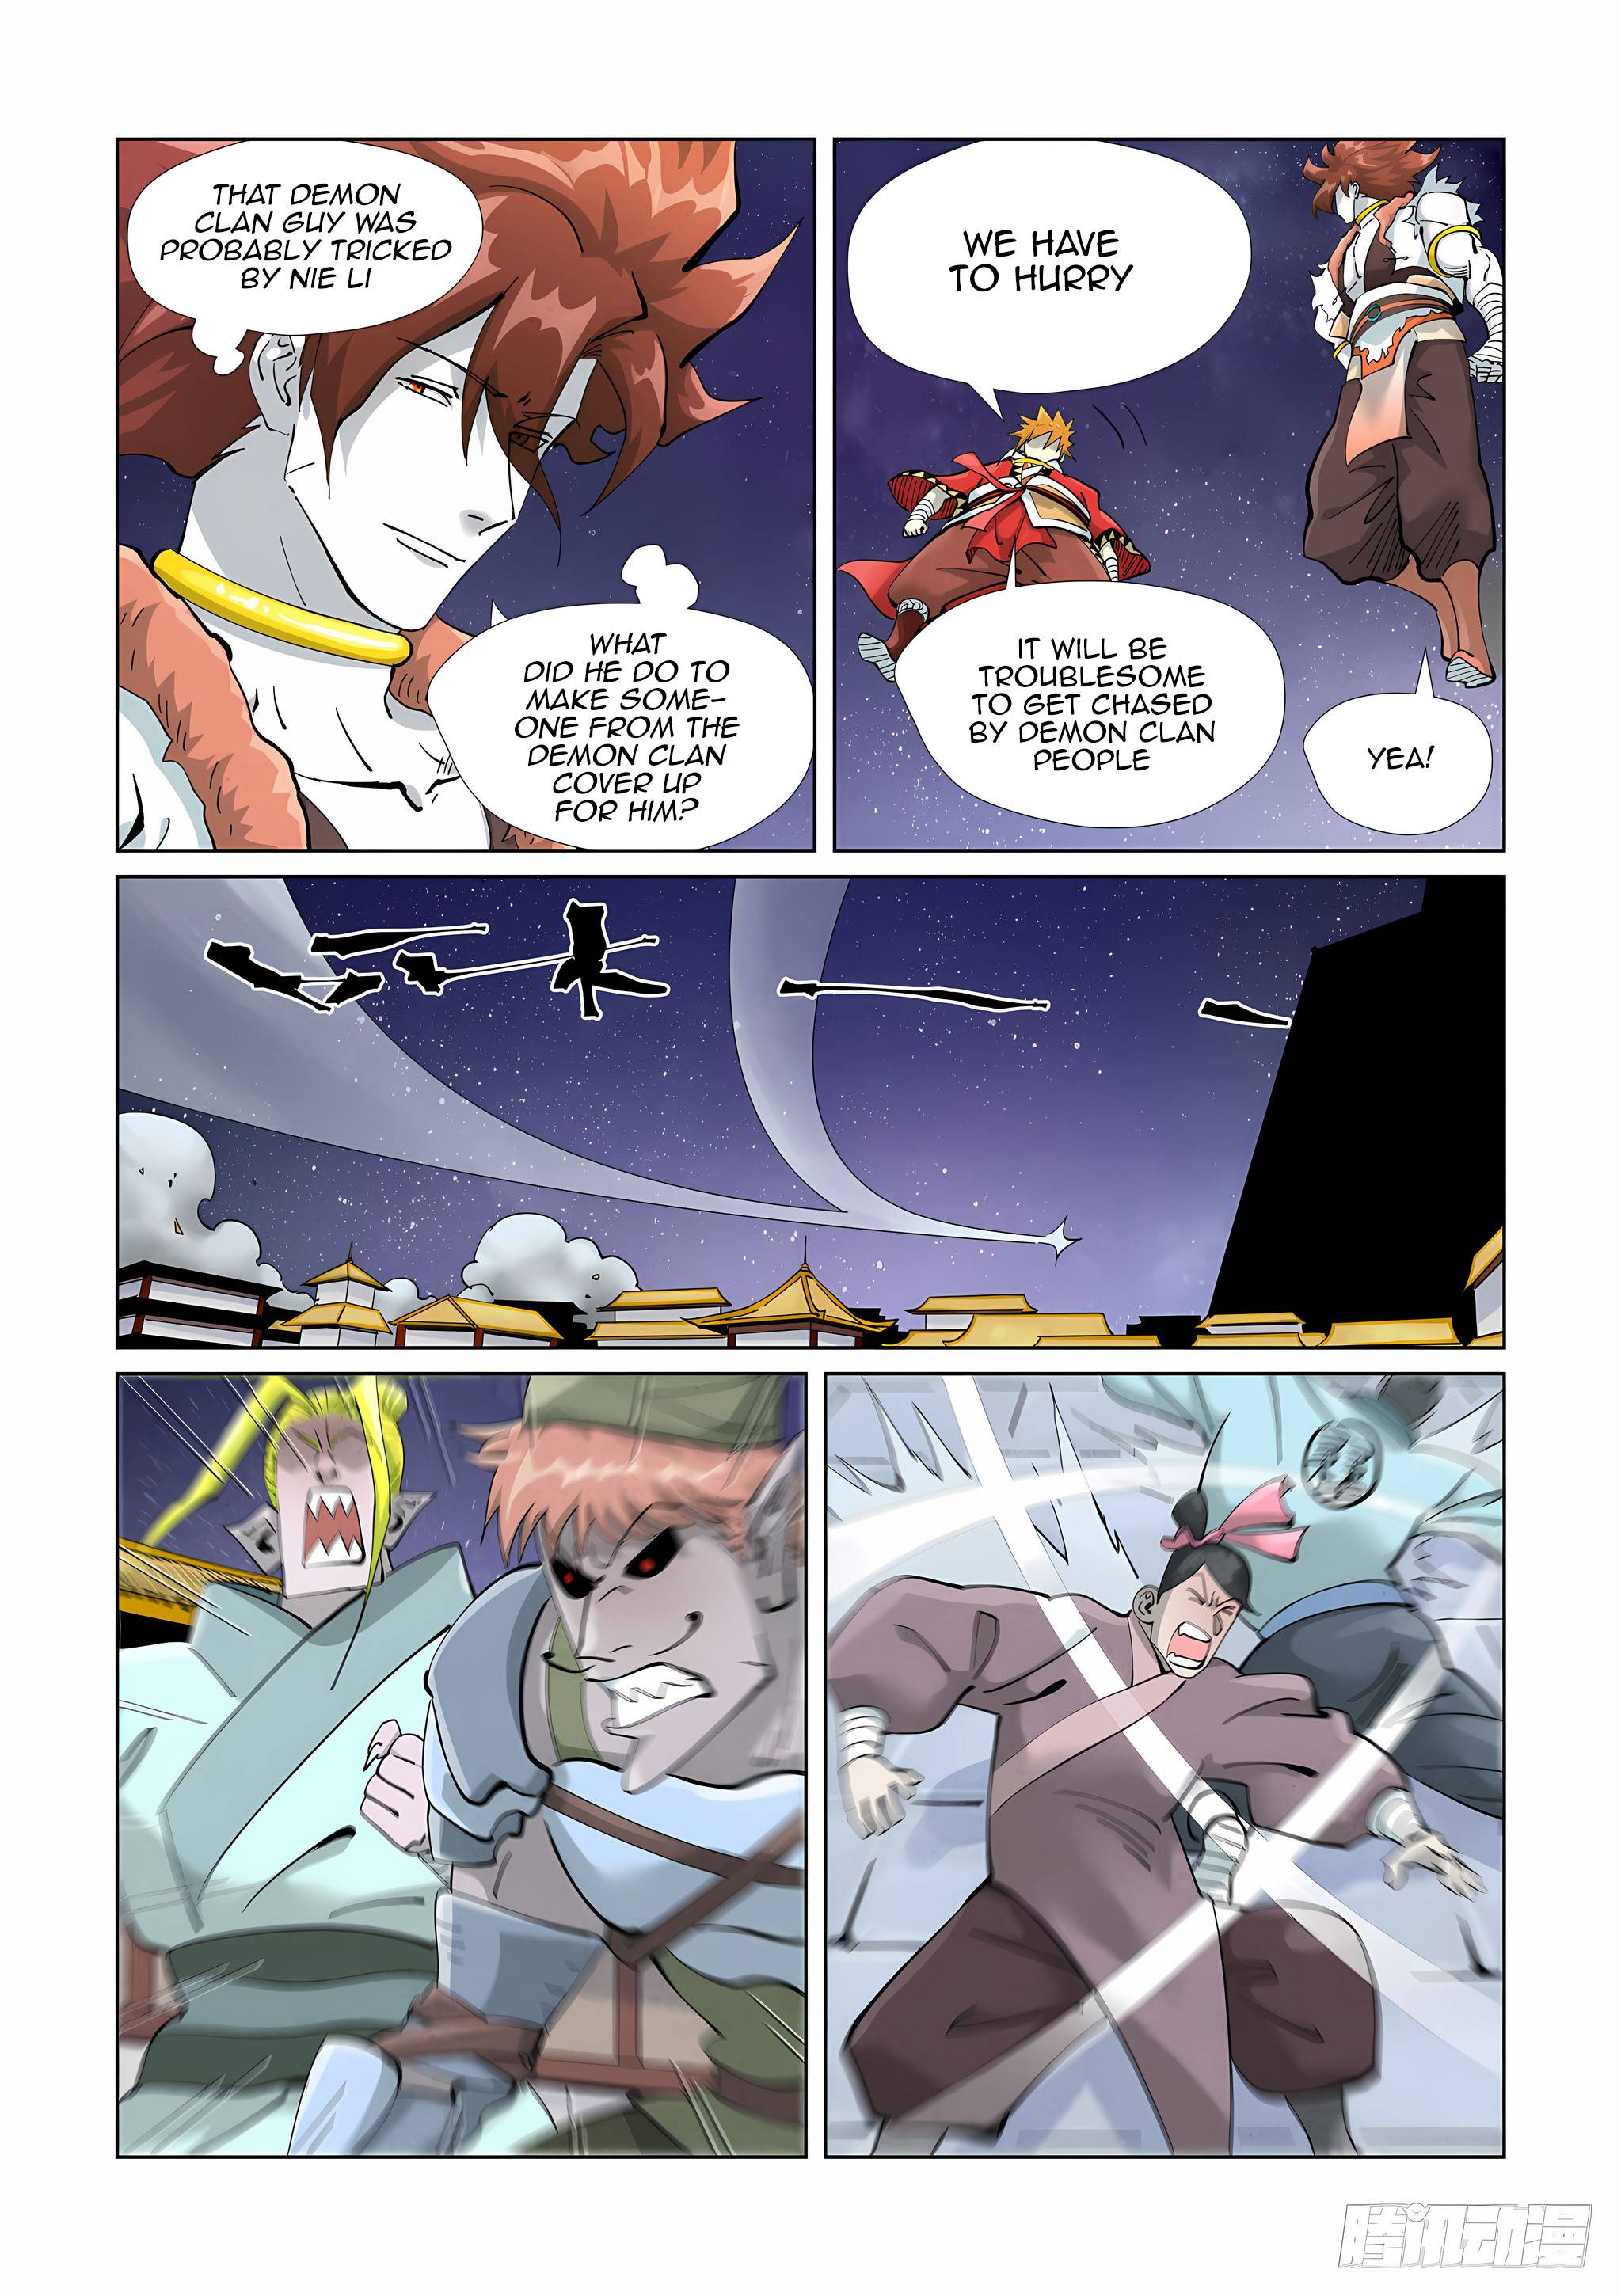 THAT DEMON
CLAN GUY WAS
PROBABLY TRICKED
BY NIE LI
WHAT
DID HE DO TO
MAKE SOME-
ONE FROM THE
DEMON CLAN
COVER UP
FOR HIM?
WE HAVE
TO HURRY
IT WILL BE
TROUBLESOME
TO GET CHASED
BY DEMON CLAN
PEOPLE
YEA!
腾讯动漫